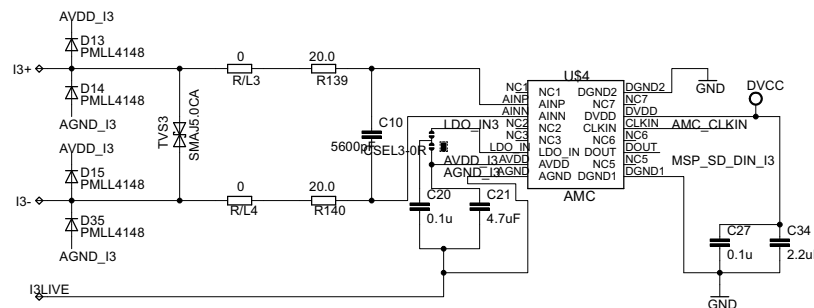 AVDD_I3
D13
PMLL4148
I3+
D14
PMLL4148
AGND_I3
AVDD_I3
D15
PMLL4148
I3-
D35
PMLL4148
AGND_I3
I3LIVE
TVS3
SMAJ5.0CA
0
R/L3
20.0
R139
0
R/L4
20.0
R140
C10
5600pF
CSEL3-0R
LDO_IN3
AVDD_I3
AGND_I3
C20
0.1u
C21
4.7uF
U$4
NC1
AINP
AINN
NC2
NC3
LDO_IN
AVDD
AGND
NC1
AINP
AINN
NC2
NC3
LDO_IN
AVDD
AGND
DGND2
NC7
DVDD
CLKIN
NC6
DOUT
NC5
DGND1
DGND2
NC7
DVDD
CLKIN
NC6
DOUT
NC5
DGND1
AMC
GND
DVCC
AMC_CLKIN
MSP_SD_DIN_I3
C27
0.1u
C34
2.2u
GND